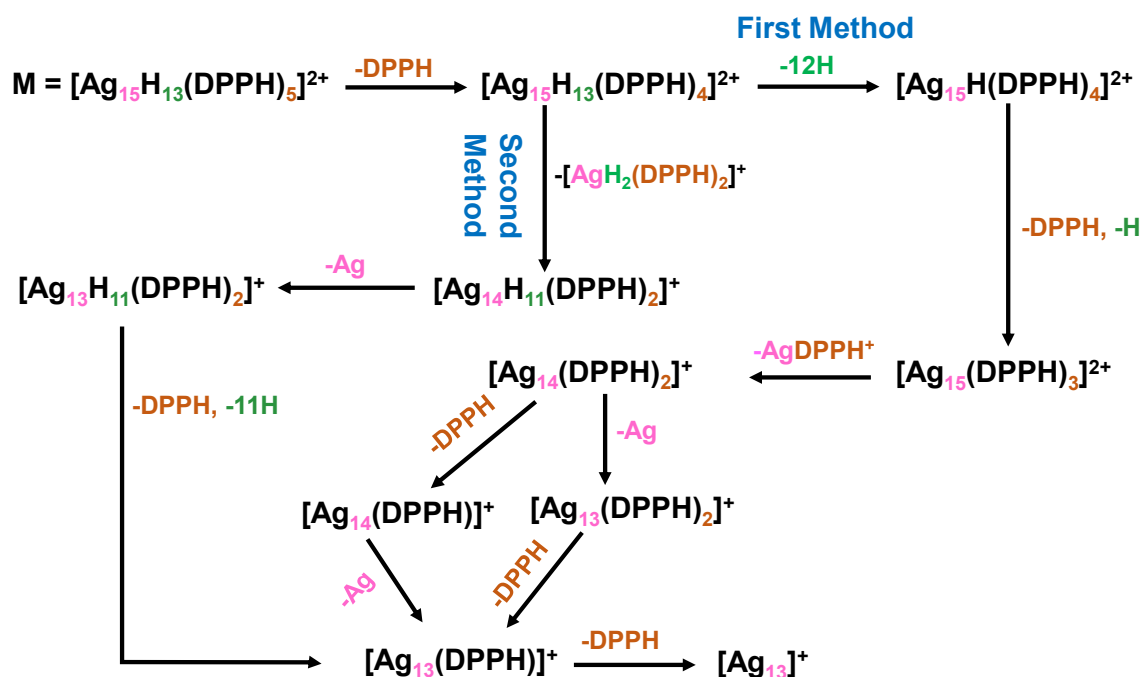 First Method
M = [Ag₁₅H₁₃(DPPH)₅]²⁺
-DPPH
[Ag₁₅H₁₃(DPPH)₄]²⁺
-12H
[Ag₁₅H(DPPH)₄]²⁺
Second
Method
-[AgH₂(DPPH)₂]⁺
-DPPH, -H
[Ag₁₃H₁₁(DPPH)₂]⁺
-Ag
[Ag₁₄H₁₁(DPPH)₂]⁺
-DPPH, -11H
[Ag₁₄(DPPH)₂]⁺
-AgDPPH⁺
[Ag₁₅(DPPH)₃]²⁺
-DPPH
-Ag
[Ag₁₄(DPPH)]⁺
[Ag₁₃(DPPH)₂]⁺
-Ag
-DPPH
[Ag₁₃(DPPH)]⁺
-DPPH
[Ag₁₃]⁺